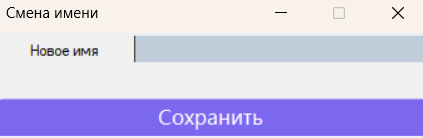 Смена имени
Новое имя
Сохранить